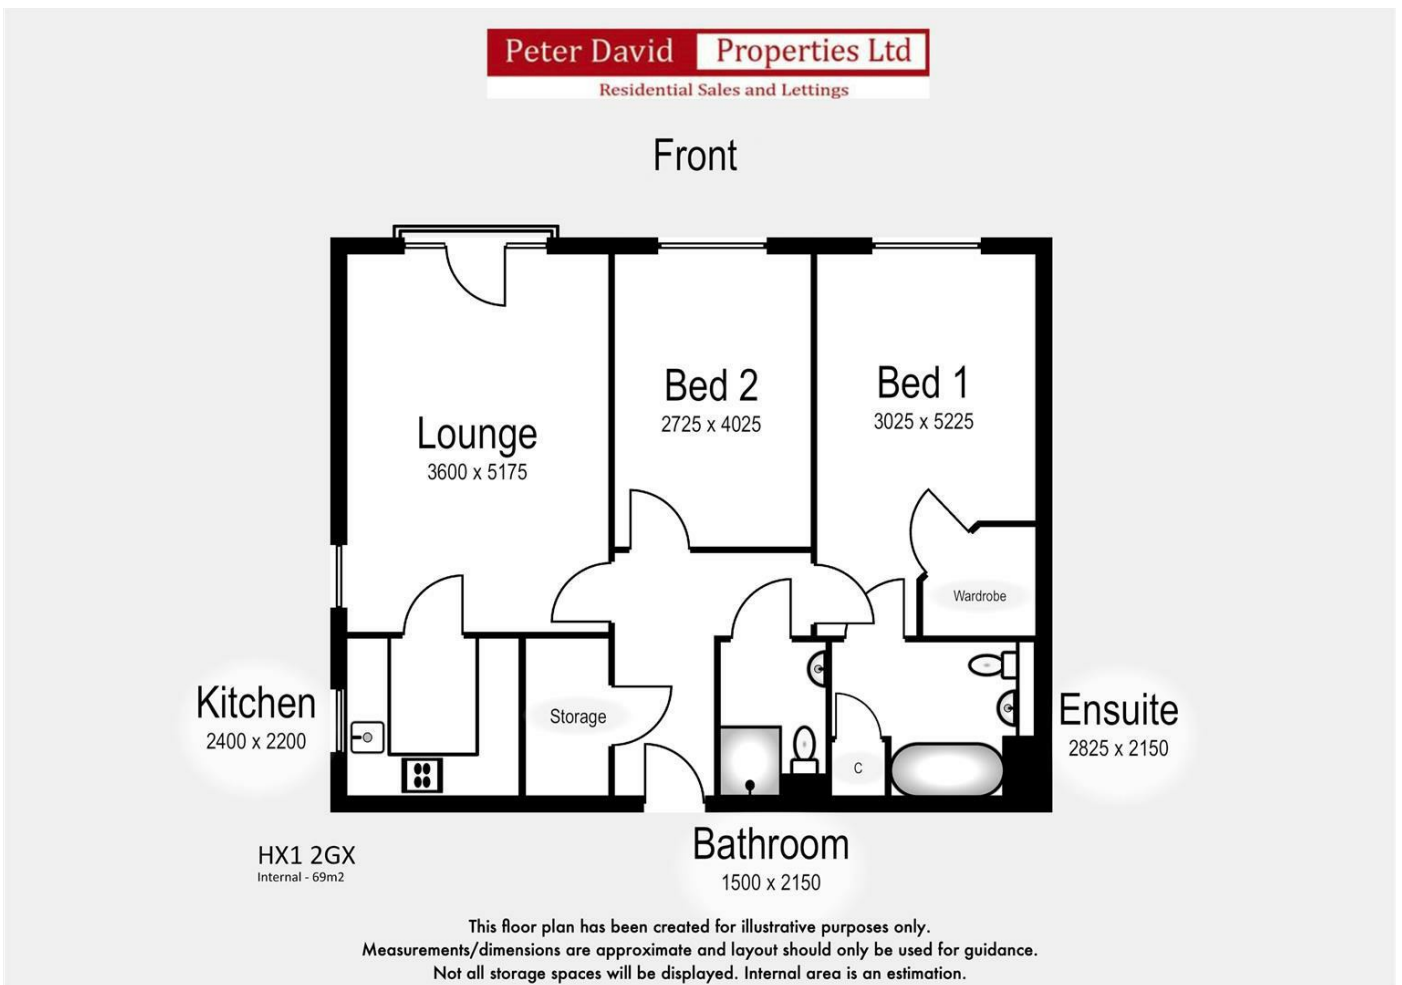 Peter David Properties Ltd
Residential Sales and Lettings
Front
Bed 2
2725 x 4025
Bed 1
3025 x 5225
Lounge
3600 x 5175
Wardrobe
Kitchen
2400 x 2200
Storage
Ensuite
2825 x 2150
C
Bathroom
1500 x 2150
HX1 2GX
Internal - 69m2
This floor plan has been created for illustrative purposes only.
Measurements/dimensions are approximate and layout should only be used for guidance.
Not all storage spaces will be displayed. Internal area is an estimation.